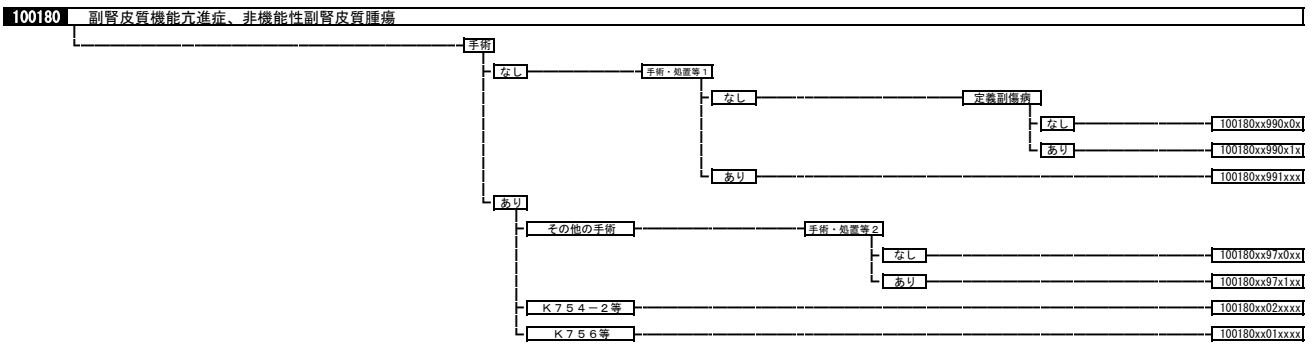 100180 副腎皮質機能亢進症、非機能性副腎皮質腫瘍
手術
なし 手術・処置等1
なし 定義副傷病
なし 100180xx990x0x
あり 100180xx990x1x
あり 100180xx991xxx
あり
その他の手術 手術・処置等2
なし 100180xx97x0xx
あり 100180xx97x1xx
K754-2等 100180xx02xxxx
K756等 100180xx01xxxx